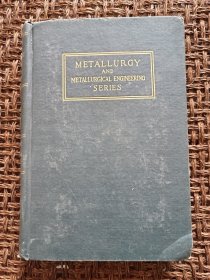 METALLURGY
AND
METALLURGICAL ENGINEERING
SERIES